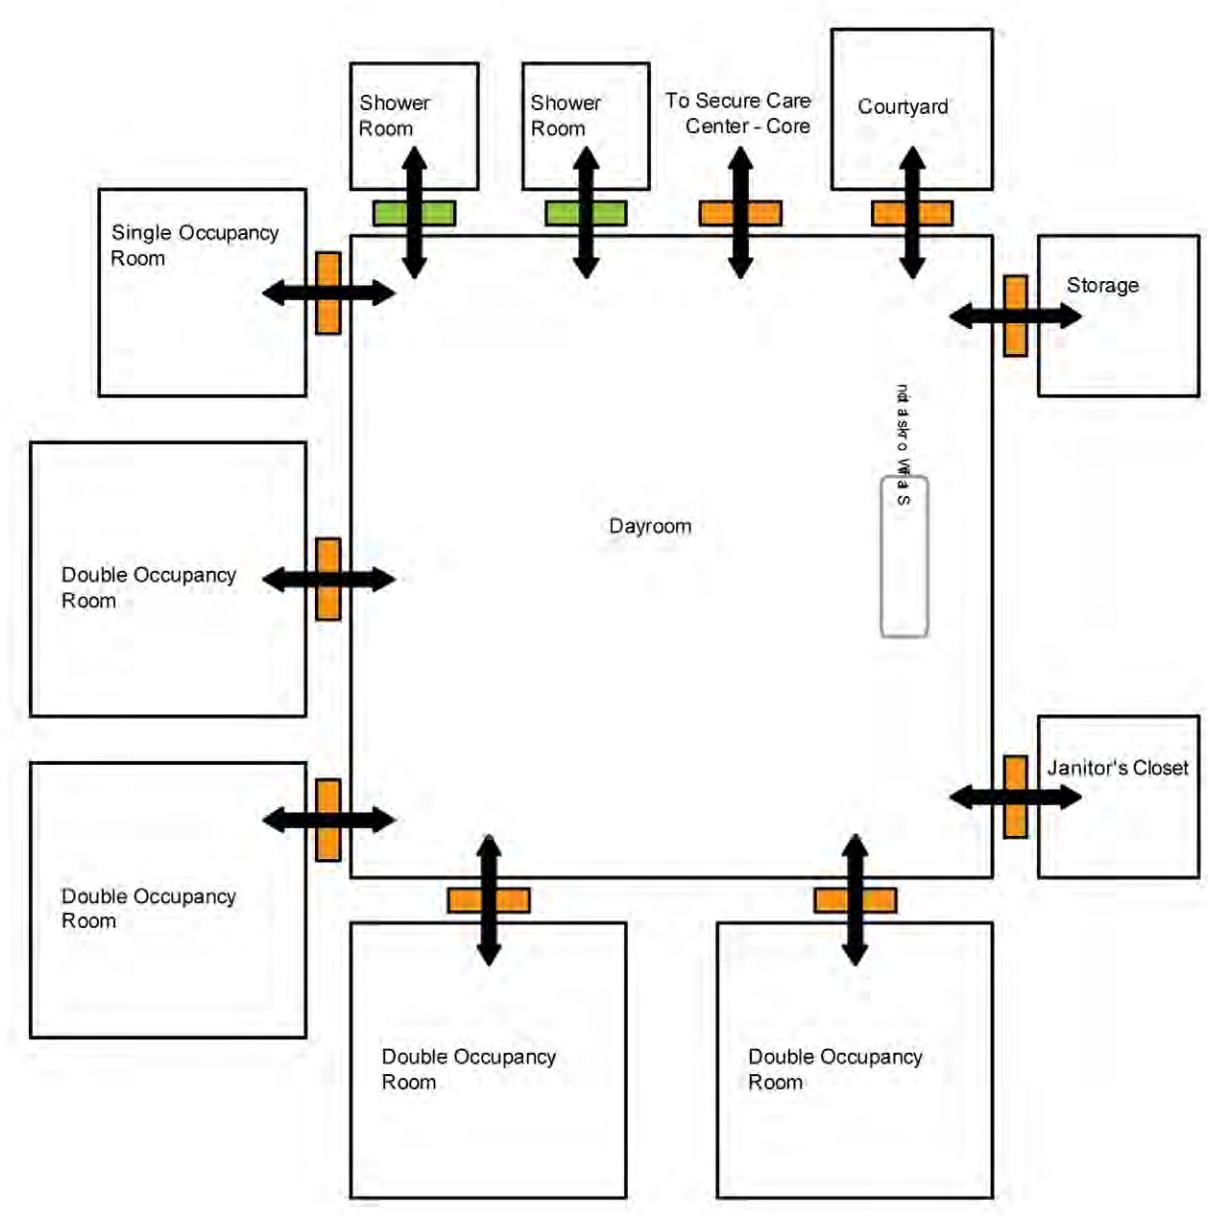 Shower
Room
Shower
Room
To Secure Care
Center - Core
Courtyard
Single Occupancy
Room
Storage
Dayroom
Double Occupancy
Room
Janitor's Closet
Double Occupancy
Room
Double Occupancy
Room
Double Occupancy
Room